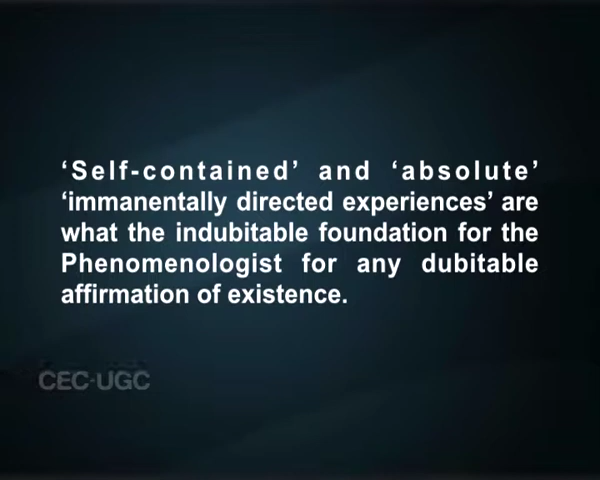 ‘Self-contained’ and ‘absolute’
‘immanentally directed experiences’ are
what the indubitable foundation for the
Phenomenologist for any dubitable
affirmation of existence.
CEC-UGC